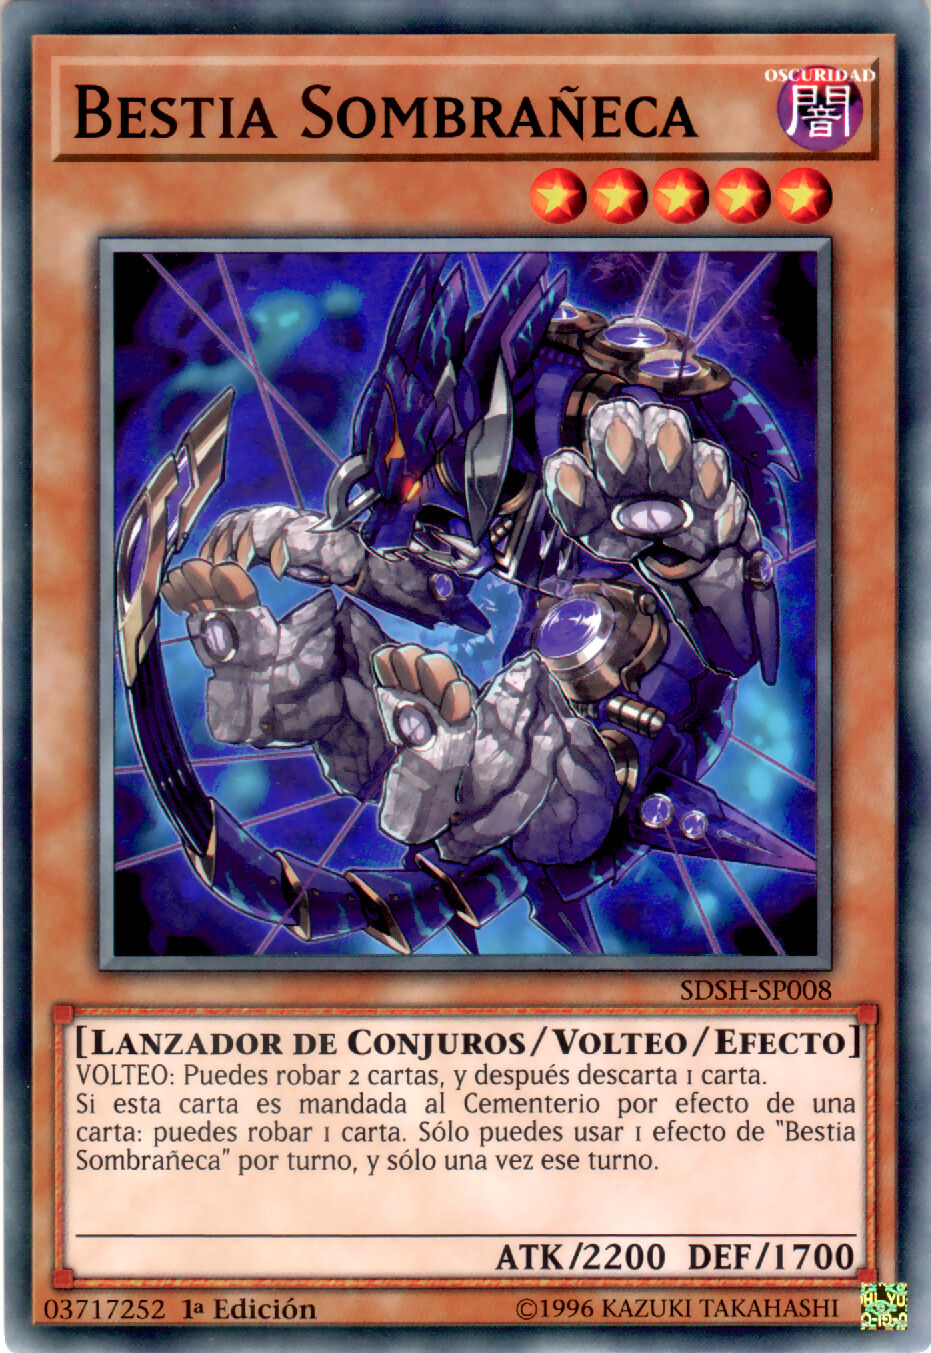 Bestia Sombrañeca
OSCURIDAD
闇
SDSH-SP008
[Lanzador de Conjuros/Volteo/Efecto]
VOLTEO: Puedes robar 2 cartas, y después descarta 1 carta.
Si esta carta es mandada al Cementerio por efecto de una
carta: puedes robar 1 carta. Sólo puedes usar 1 efecto de "Bestia
Sombrañeca" por turno, y sólo una vez ese turno.
ATK/2200 DEF/1700
03717252 1ª Edición ©1996 KAZUKI TAKAHASHI